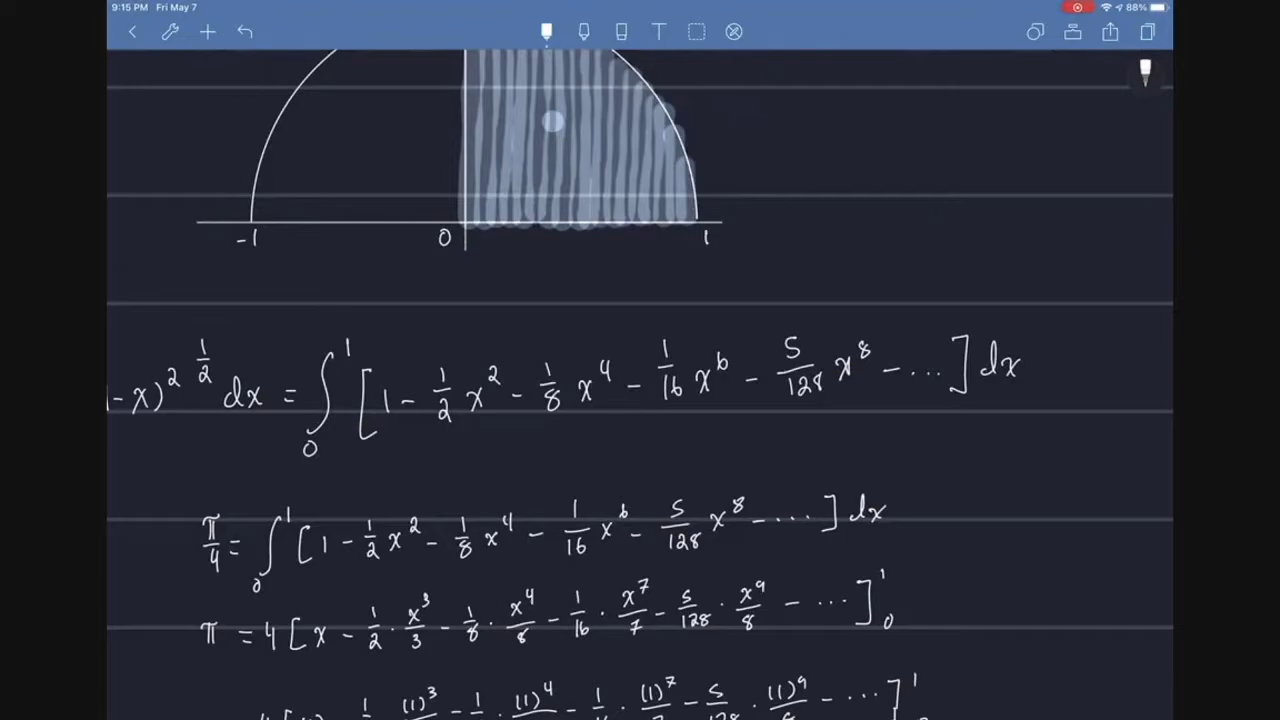 9:15 PM Fri May 7
88%
T
-1 0 1
- x)^2 ^{1/2} dx = ∫_0^1 [1 - 1/2 x^2 - 1/8 x^4 - 1/16 x^6 - 5/128 x^8 - ...] dx
π/4 = ∫_0^1 [1 - 1/2 x^2 - 1/8 x^4 - 1/16 x^6 - 5/128 x^8 - ...] dx
π = 4 [x - 1/2 · x^3/3 - 1/8 · x^4/8 - 1/16 · x^7/7 - 5/128 · x^9/8 - ...]_0^1